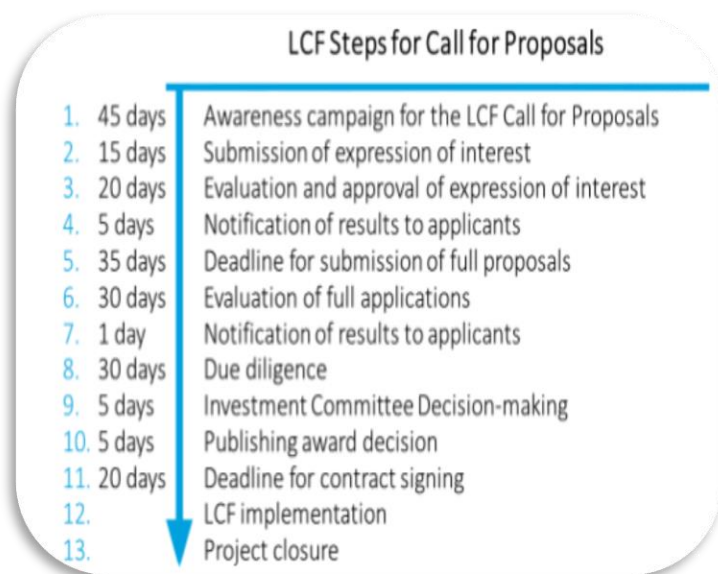 LCF Steps for Call for Proposals
1. 45 days Awareness campaign for the LCF Call for Proposals
2. 15 days Submission of expression of interest
3. 20 days Evaluation and approval of expression of interest
4. 5 days Notification of results to applicants
5. 35 days Deadline for submission of full proposals
6. 30 days Evaluation of full applications
7. 1 day Notification of results to applicants
8. 30 days Due diligence
9. 5 days Investment Committee Decision-making
10. 5 days Publishing award decision
11. 20 days Deadline for contract signing
12. LCF implementation
13. Project closure